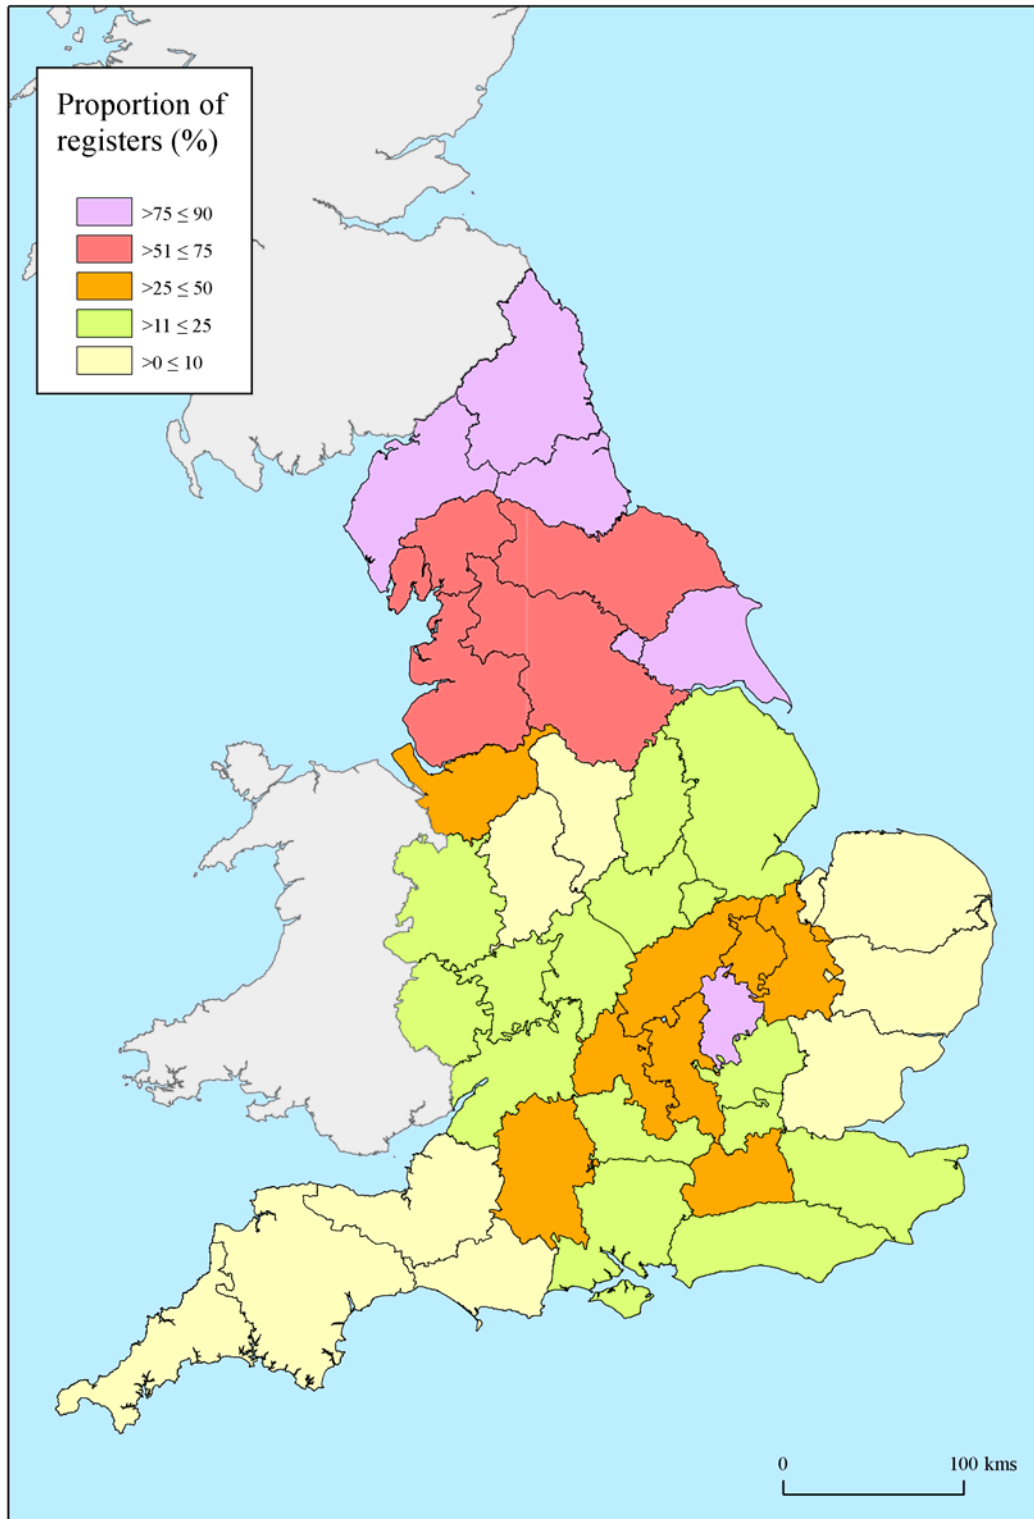 Proportion of
registers (%)
>75 ≤ 90
>51 ≤ 75
>25 ≤ 50
>11 ≤ 25
>0 ≤ 10
0 100 kms